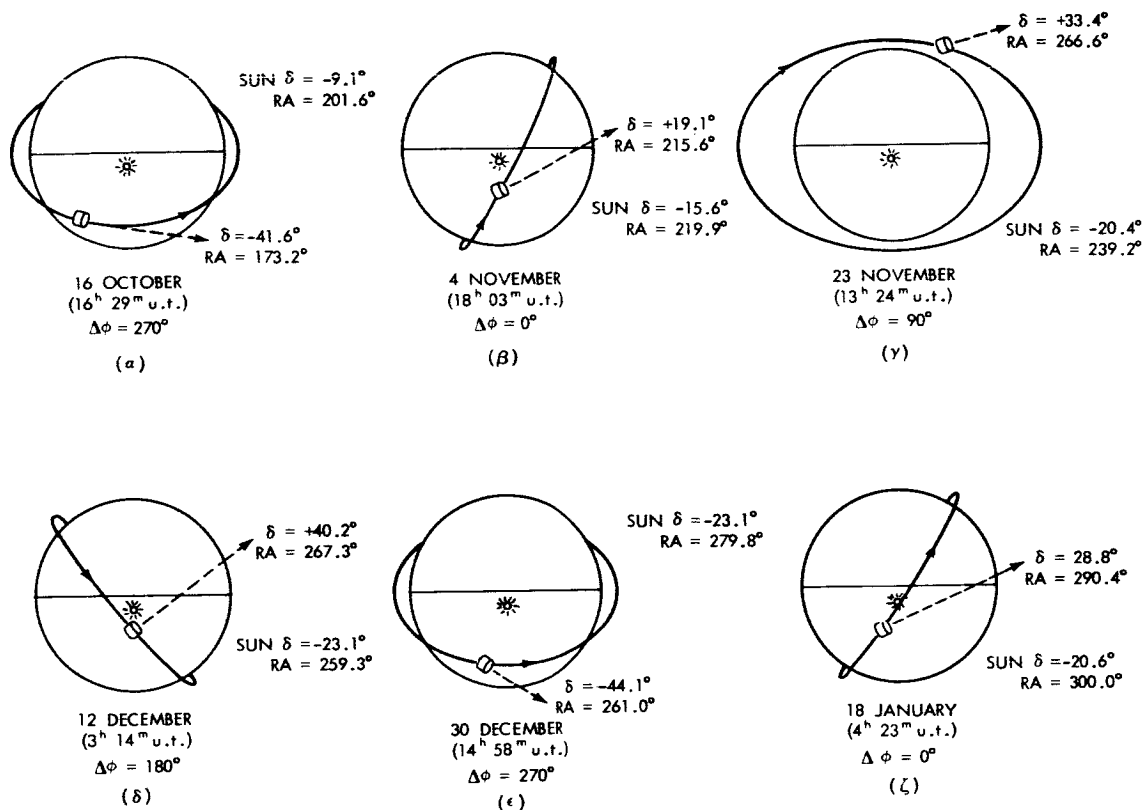 SUN δ = -9.1°
RA = 201.6°
δ = -41.6°
RA = 173.2°
16 OCTOBER
(16ʰ 29ᵐ u.t.)
Δϕ = 270°
(α)
δ = +19.1°
RA = 215.6°
SUN δ = -15.6°
RA = 219.9°
4 NOVEMBER
(18ʰ 03ᵐ u.t.)
Δϕ = 0°
(β)
δ = +33.4°
RA = 266.6°
SUN δ = -20.4°
RA = 239.2°
23 NOVEMBER
(13ʰ 24ᵐ u.t.)
Δϕ = 90°
(γ)
δ = +40.2°
RA = 267.3°
SUN δ = -23.1°
RA = 259.3°
12 DECEMBER
(3ʰ 14ᵐ u.t.)
Δϕ = 180°
(δ)
SUN δ = -23.1°
RA = 279.8°
δ = -44.1°
RA = 261.0°
30 DECEMBER
(14ʰ 58ᵐ u.t.)
Δϕ = 270°
(ϵ)
δ = 28.8°
RA = 290.4°
SUN δ = -20.6°
RA = 300.0°
18 JANUARY
(4ʰ 23ᵐ u.t.)
Δ ϕ = 0°
(ζ)